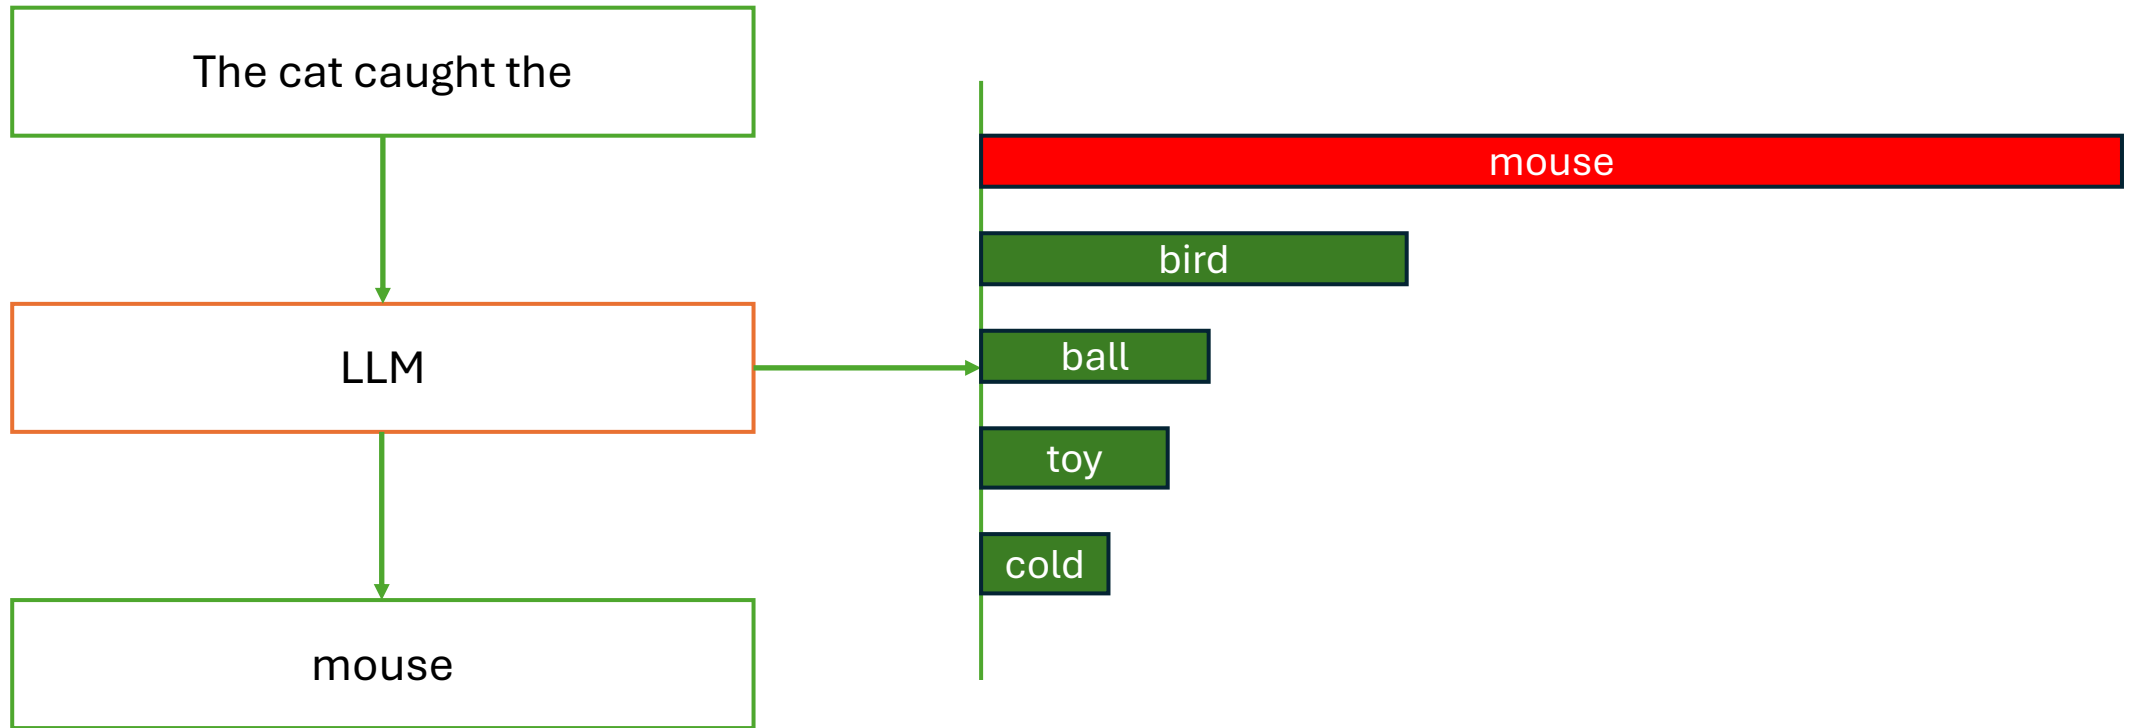 The cat caught the
LLM
mouse
mouse
bird
ball
toy
cold